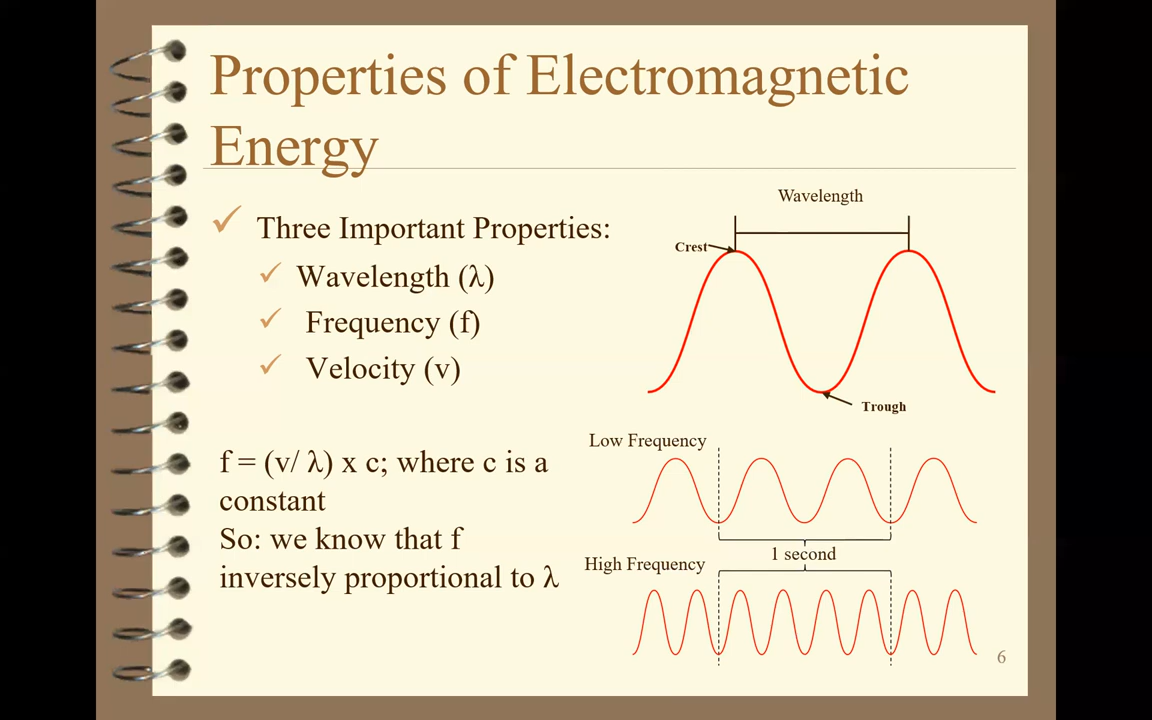 Properties of Electromagnetic
Energy
Three Important Properties:
Wavelength (λ)
Frequency (f)
Velocity (v)
f = (v/ λ) x c; where c is a
constant
So: we know that f
inversely proportional to λ
Wavelength
Crest
Trough
Low Frequency
1 second
High Frequency
6